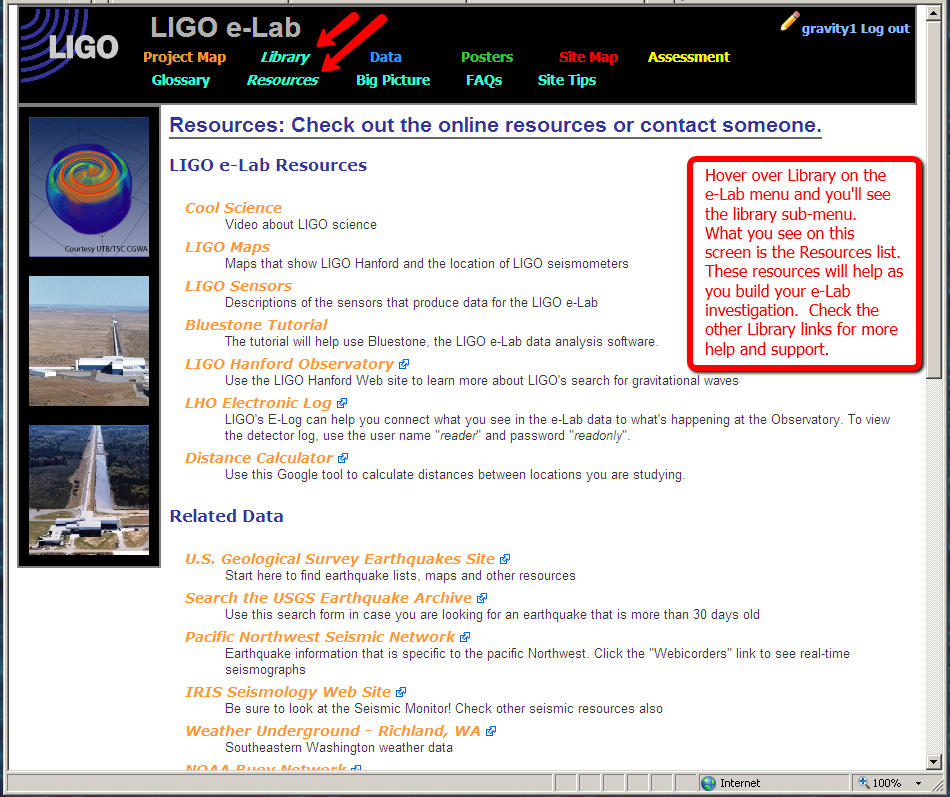 LIGO
LIGO e-Lab
gravity1 Log out
Project Map Library Data Posters Site Map Assessment
Glossary Resources Big Picture FAQs Site Tips
Courtesy UTB/TSC CGWA
Resources: Check out the online resources or contact someone.
LIGO e-Lab Resources
Cool Science
Video about LIGO science
LIGO Maps
Maps that show LIGO Hanford and the location of LIGO seismometers
LIGO Sensors
Descriptions of the sensors that produce data for the LIGO e-Lab
Bluestone Tutorial
The tutorial will help use Bluestone, the LIGO e-Lab data analysis software.
LIGO Hanford Observatory
Use the LIGO Hanford Web site to learn more about LIGO's search for gravitational waves
LHO Electronic Log
LIGO's E-Log can help you connect what you see in the e-Lab data to what's happening at the Observatory. To view
the detector log, use the user name "reader" and password "readonly".
Distance Calculator
Use this Google tool to calculate distances between locations you are studying.
Hover over Library on the
e-Lab menu and you'll see
the library sub-menu.
What you see on this
screen is the Resources list.
These resources will help as
you build your e-Lab
investigation. Check the
other Library links for more
help and support.
Related Data
U.S. Geological Survey Earthquakes Site
Start here to find earthquake lists, maps and other resources
Search the USGS Earthquake Archive
Use this search form in case you are looking for an earthquake that is more than 30 days old
Pacific Northwest Seismic Network
Earthquake information that is specific to the pacific Northwest. Click the "Webicorders" link to see real-time
seismographs
IRIS Seismology Web Site
Be sure to look at the Seismic Monitor! Check other seismic resources also
Weather Underground - Richland, WA
Southeastern Washington weather data
NOAA Buoy Network
Internet
100%